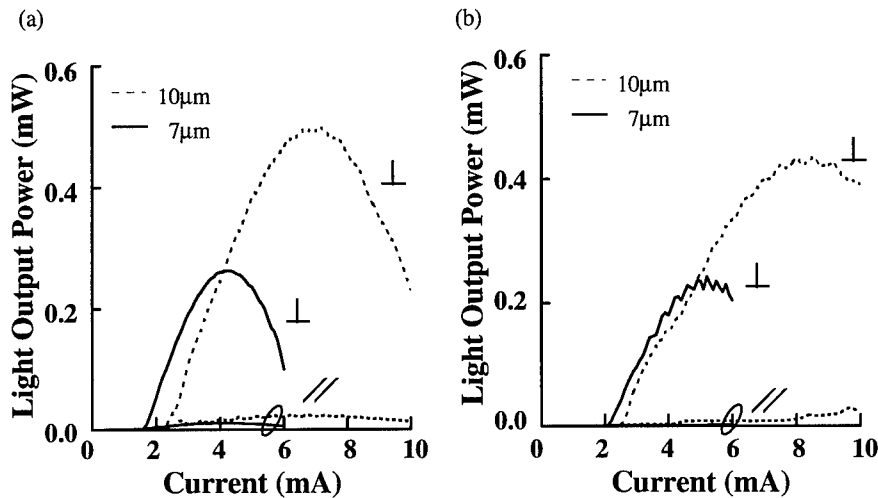 (a)
0.6
0.4
0.2
0.0
0 2 4 6 8 10
Light Output Power (mW)
Current (mA)
10μm
7μm
⊥
⊥
//
(b)
0.6
0.4
0.2
0.0
0 2 4 6 8 10
Light Output Power (mW)
Current (mA)
10μm
7μm
⊥
⊥
//